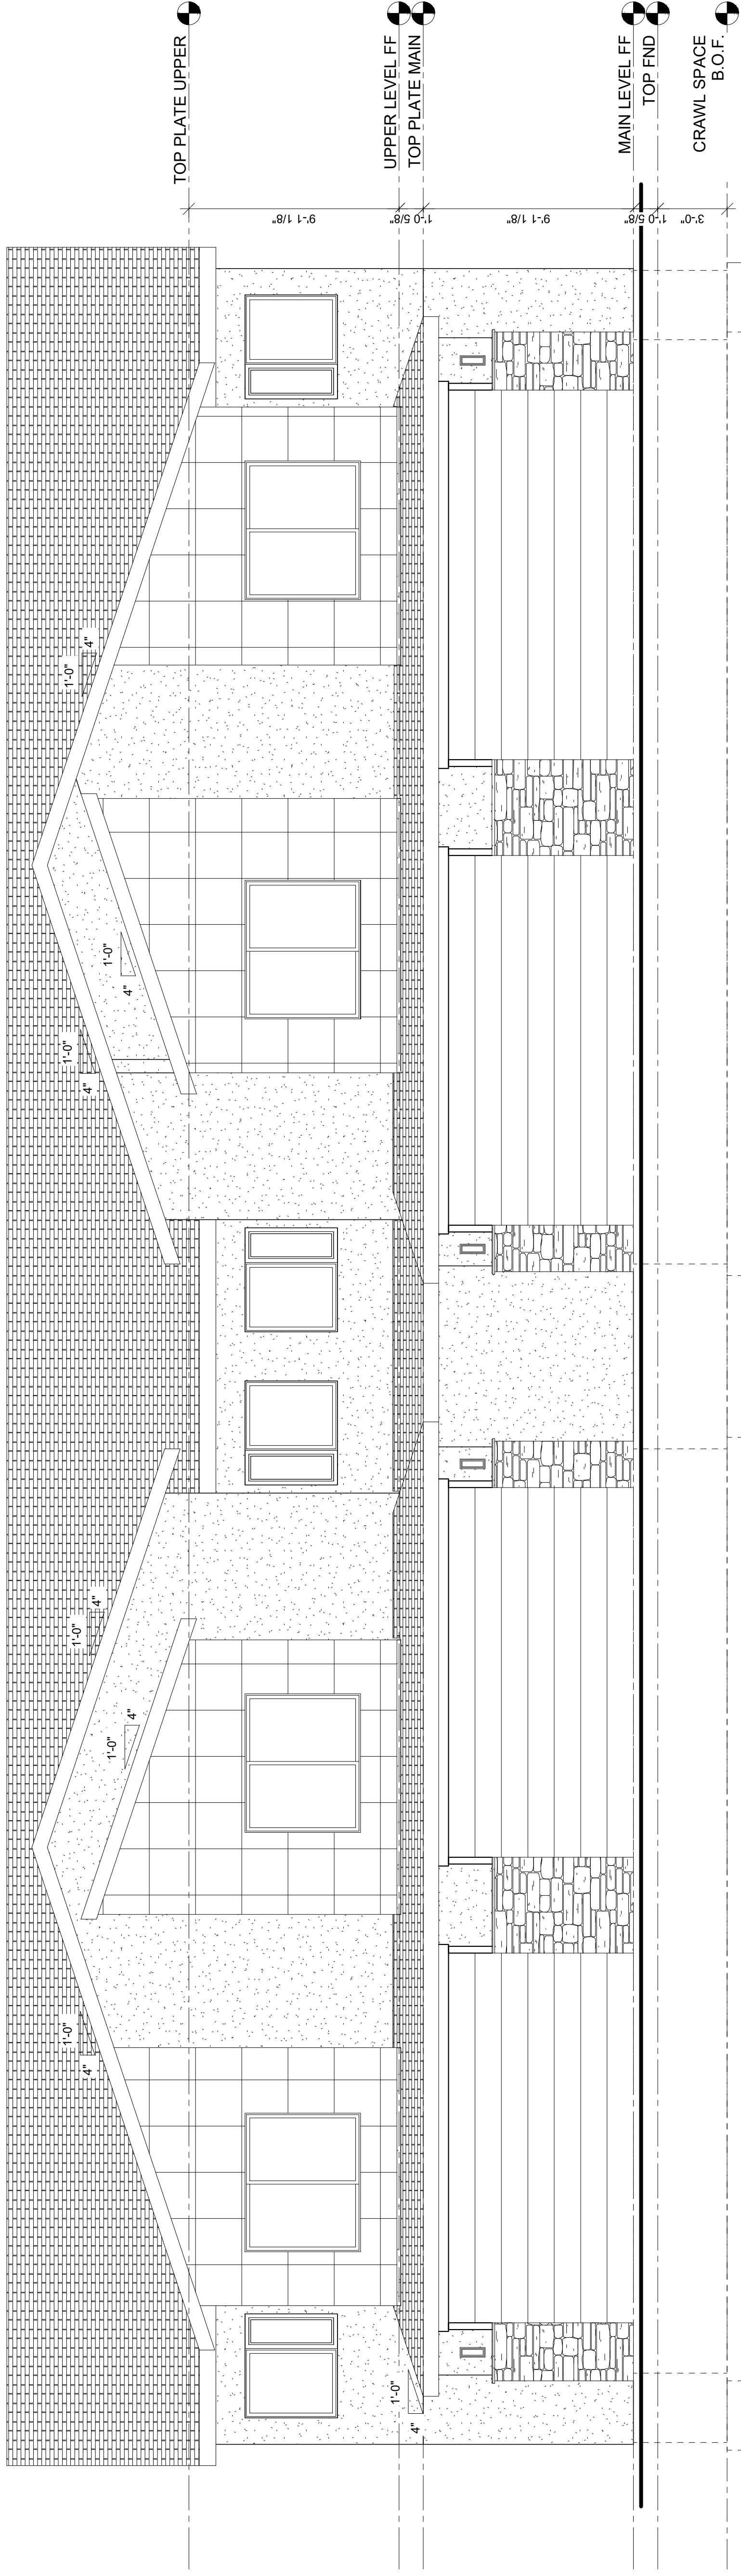 TOP PLATE UPPER
UPPER LEVEL FF
TOP PLATE MAIN
MAIN LEVEL FF
TOP FND
CRAWL SPACE
B.O.F.
9'-1 1/8"
1'-0 5/8"
9'-1 1/8"
1'-0 5/8"
3'-0"
1'-0"
4"
1'-0"
4"
1'-0"
4"
1'-0"
4"
1'-0"
4"
1'-0"
4"
1'-0"
4"